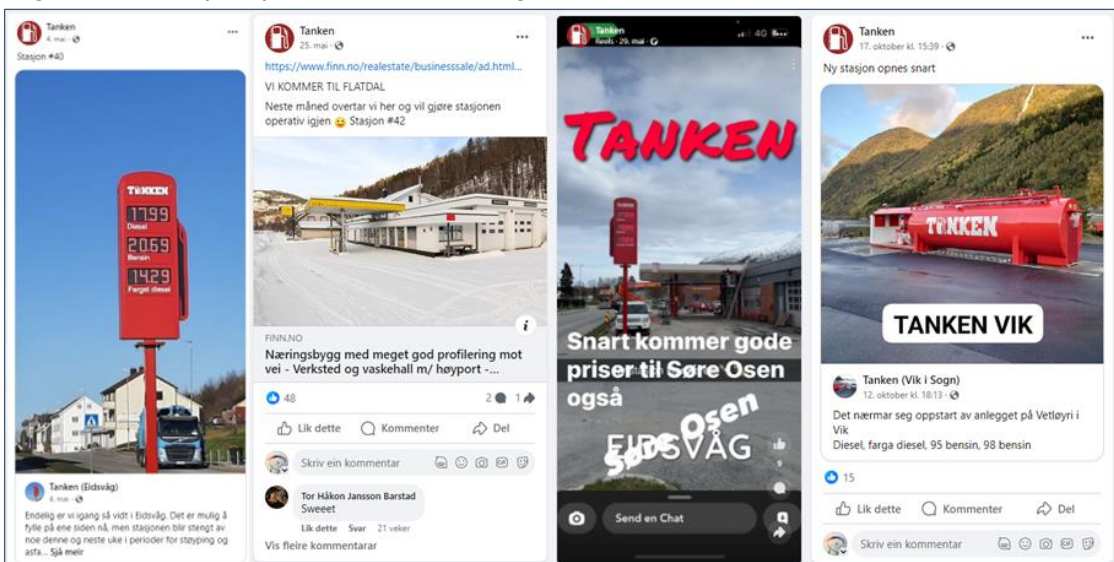 Tanken
4. mai
Stasjon #40
TANKEN
17.99
Diesel
20.69
Bensin
14.29
Farget diesel
Tanken (Eidsvåg)
4. mai
Endelig er vi igang så vidt i Eidsvåg. Det er mulig å
fylle på ene siden nå, men stasjonen blir stengt av
noe denne og neste uke i perioder for støyping og
asfa... Sjå meir
Tanken
25. mai
https://www.finn.no/realestate/businesssale/ad.html...
VI KOMMER TIL FLATDAL
Neste måned overtar vi her og vil gjøre stasjonen
operativ igjen 😀 Stasjon #42
FINN.NO
Næringsbygg med meget god profilering mot
vei - Verksted og vaskehall m/ høyport -...
48
2
1
Lik dette
Kommenter
Del
Skriv ein kommentar
GIF
Tor Håkon Jansson Barstad
Sweeet
Lik dette Svar 21 veker
Vis fleire kommentarar
Tanken
Reels · 29. mai
4G
TANKEN
Snart kommer gode
priser til Søre Osen
også
Søre Osen
EIDSVÅG
9
Send en Chat
Tanken
17. oktober kl. 15:39
Ny stasjon opnes snart
TANKEN
TANKEN VIK
Tanken (Vik i Sogn)
12. oktober kl. 18:13
Det nærmar seg oppstart av anlegget på Vetløyri i
Vik
Diesel, farga diesel, 95 bensin, 98 bensin
15
Lik dette
Kommenter
Del
Skriv ein kommentar
GIF